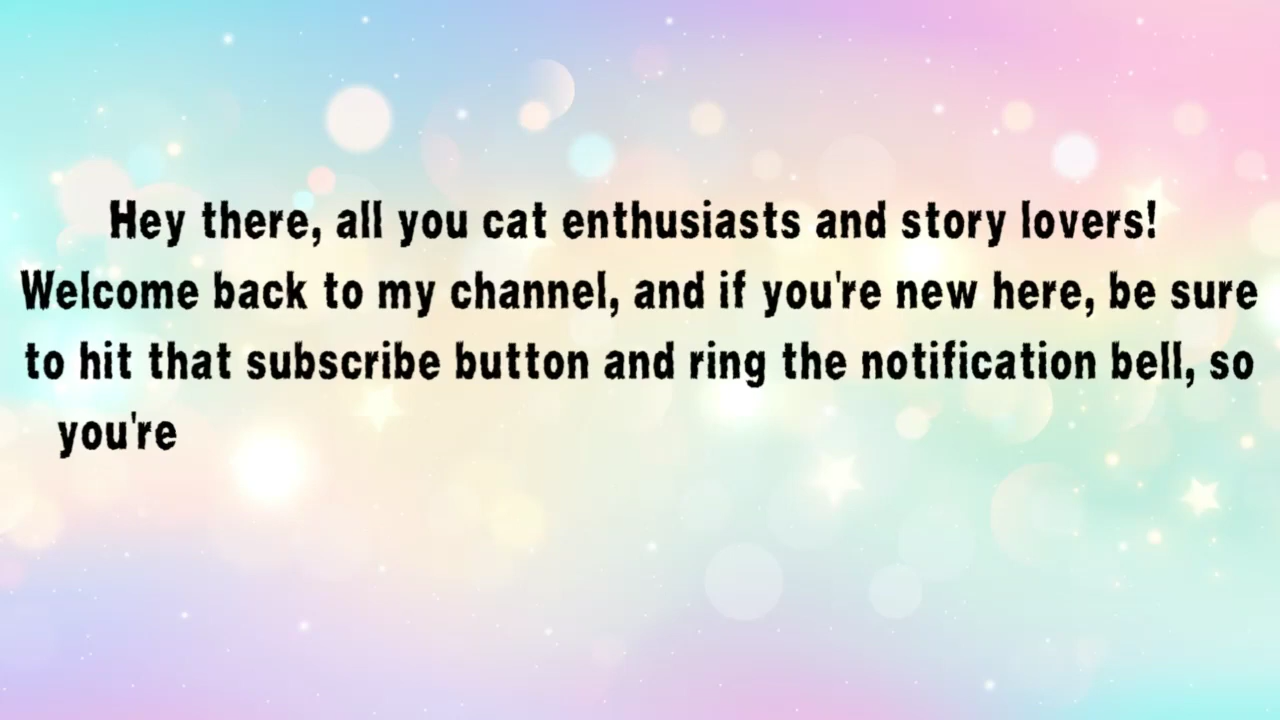 Hey there, all you cat enthusiasts and story lovers!
Welcome back to my channel, and if you're new here, be sure
to hit that subscribe button and ring the notification bell, so
you're